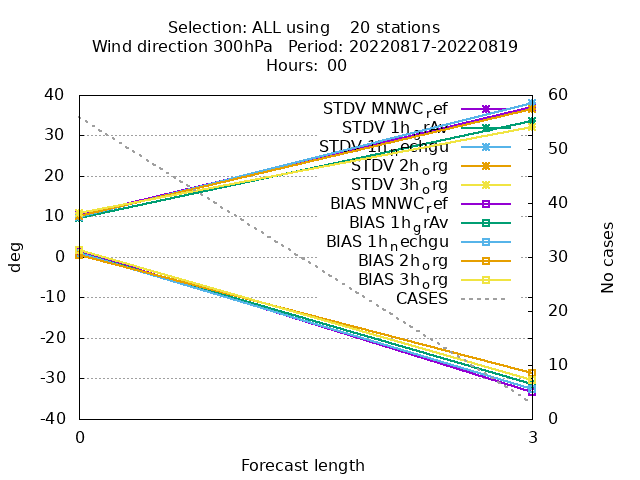 Selection: ALL using    20 stations
Wind direction 300hPa   Period: 20220817-20220819
Hours:  00
STDV MNWC_ref
STDV 1h_grAv
STDV 1h_nechgu
STDV 2h_org
STDV 3h_org
BIAS MNWC_ref
BIAS 1h_grAv
BIAS 1h_nechgu
BIAS 2h_org
BIAS 3h_org
CASES
40
30
20
10
0
-10
-20
-30
-40
deg
60
50
40
30
20
10
0
No cases
0 3
Forecast length